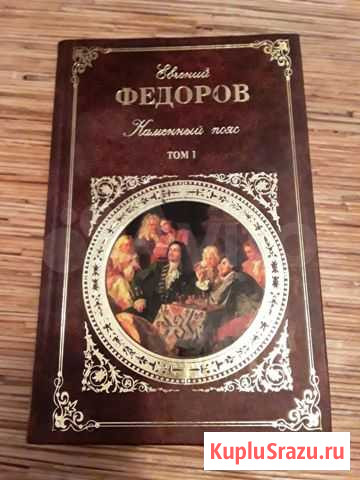 Евгений
ФЕДОРОВ
Каменный пояс
ТОМ 1
KupluSrazu.ru